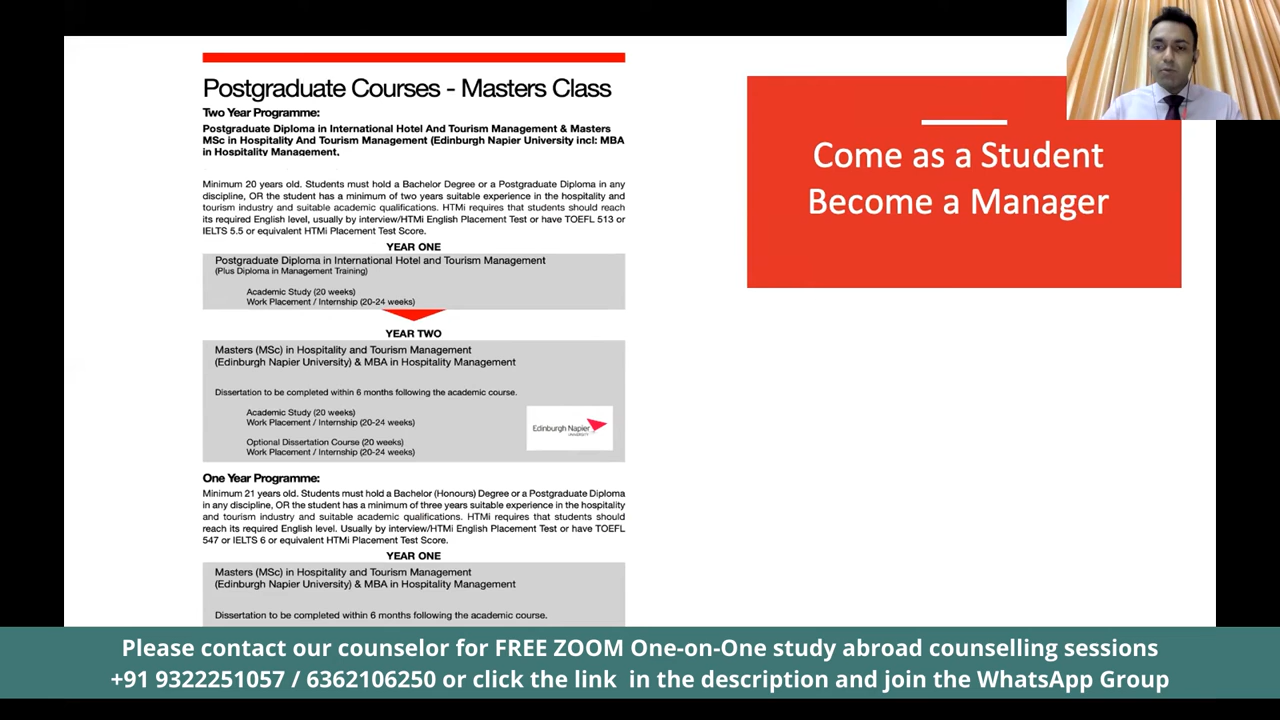 Postgraduate Courses - Masters Class
Two Year Programme:
Postgraduate Diploma in International Hotel And Tourism Management & Masters
MSc in Hospitality And Tourism Management (Edinburgh Napier University incl: MBA
in Hospitality Management.
Minimum 20 years old. Students must hold a Bachelor Degree or a Postgraduate Diploma in any
discipline, OR the student has a minimum of two years suitable experience in the hospitality and
tourism industry and suitable academic qualifications. HTMi requires that students should reach
its required English level, usually by interview/HTMi English Placement Test or have TOEFL 513 or
IELTS 5.5 or equivalent HTMi Placement Test Score.
YEAR ONE
Postgraduate Diploma in International Hotel and Tourism Management
(Plus Diploma in Management Training)
Academic Study (20 weeks)
Work Placement / Internship (20-24 weeks)
YEAR TWO
Masters (MSc) in Hospitality and Tourism Management
(Edinburgh Napier University) & MBA in Hospitality Management
Dissertation to be completed within 6 months following the academic course.
Academic Study (20 weeks)
Work Placement / Internship (20-24 weeks)
Optional Dissertation Course (20 weeks)
Work Placement / Internship (20-24 weeks)
Edinburgh Napier
UNIVERSITY
One Year Programme:
Minimum 21 years old. Students must hold a Bachelor (Honours) Degree or a Postgraduate Diploma
in any discipline, OR the student has a minimum of three years suitable experience in the hospitality
and tourism industry and suitable academic qualifications. HTMi requires that students should
reach its required English level. Usually by interview/HTMi English Placement Test or have TOEFL
547 or IELTS 6 or equivalent HTMi Placement Test Score.
YEAR ONE
Masters (MSc) in Hospitality and Tourism Management
(Edinburgh Napier University) & MBA in Hospitality Management
Dissertation to be completed within 6 months following the academic course.
Come as a Student
Become a Manager
Please contact our counselor for FREE ZOOM One-on-One study abroad counselling sessions
+91 9322251057 / 6362106250 or click the link in the description and join the WhatsApp Group